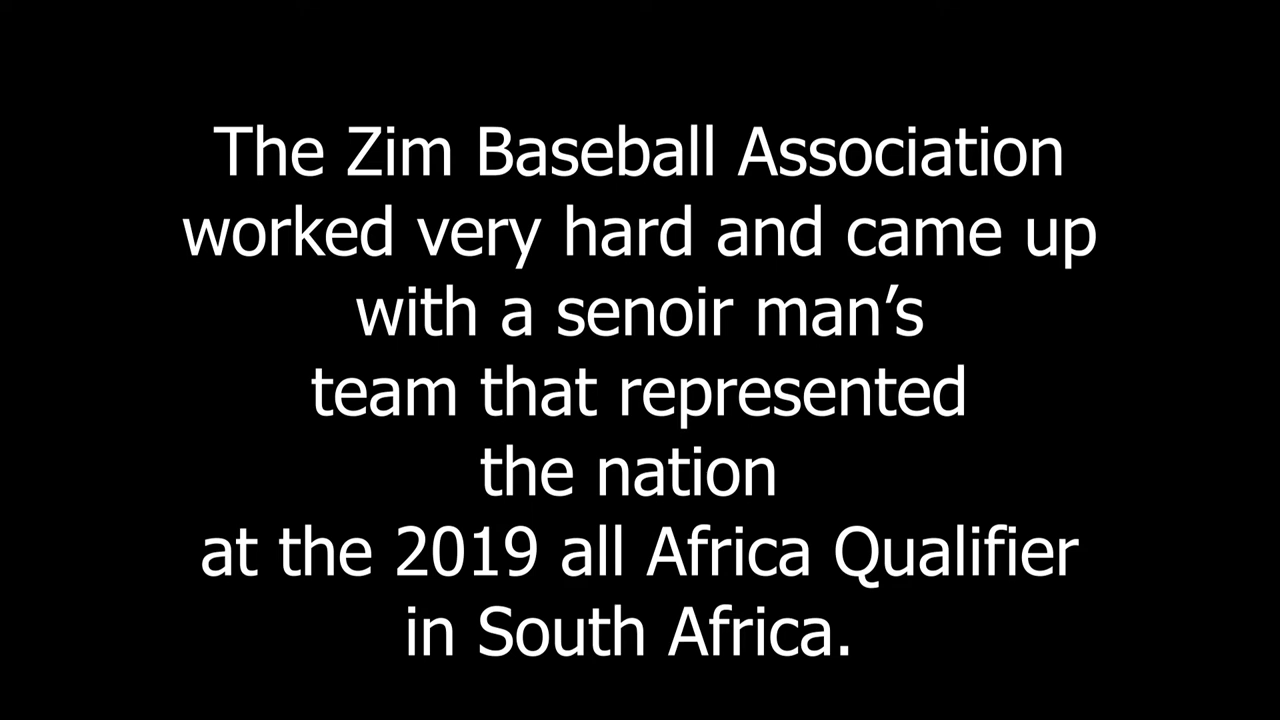 The Zim Baseball Association
worked very hard and came up
with a senoir man’s
team that represented
the nation
at the 2019 all Africa Qualifier
in South Africa.